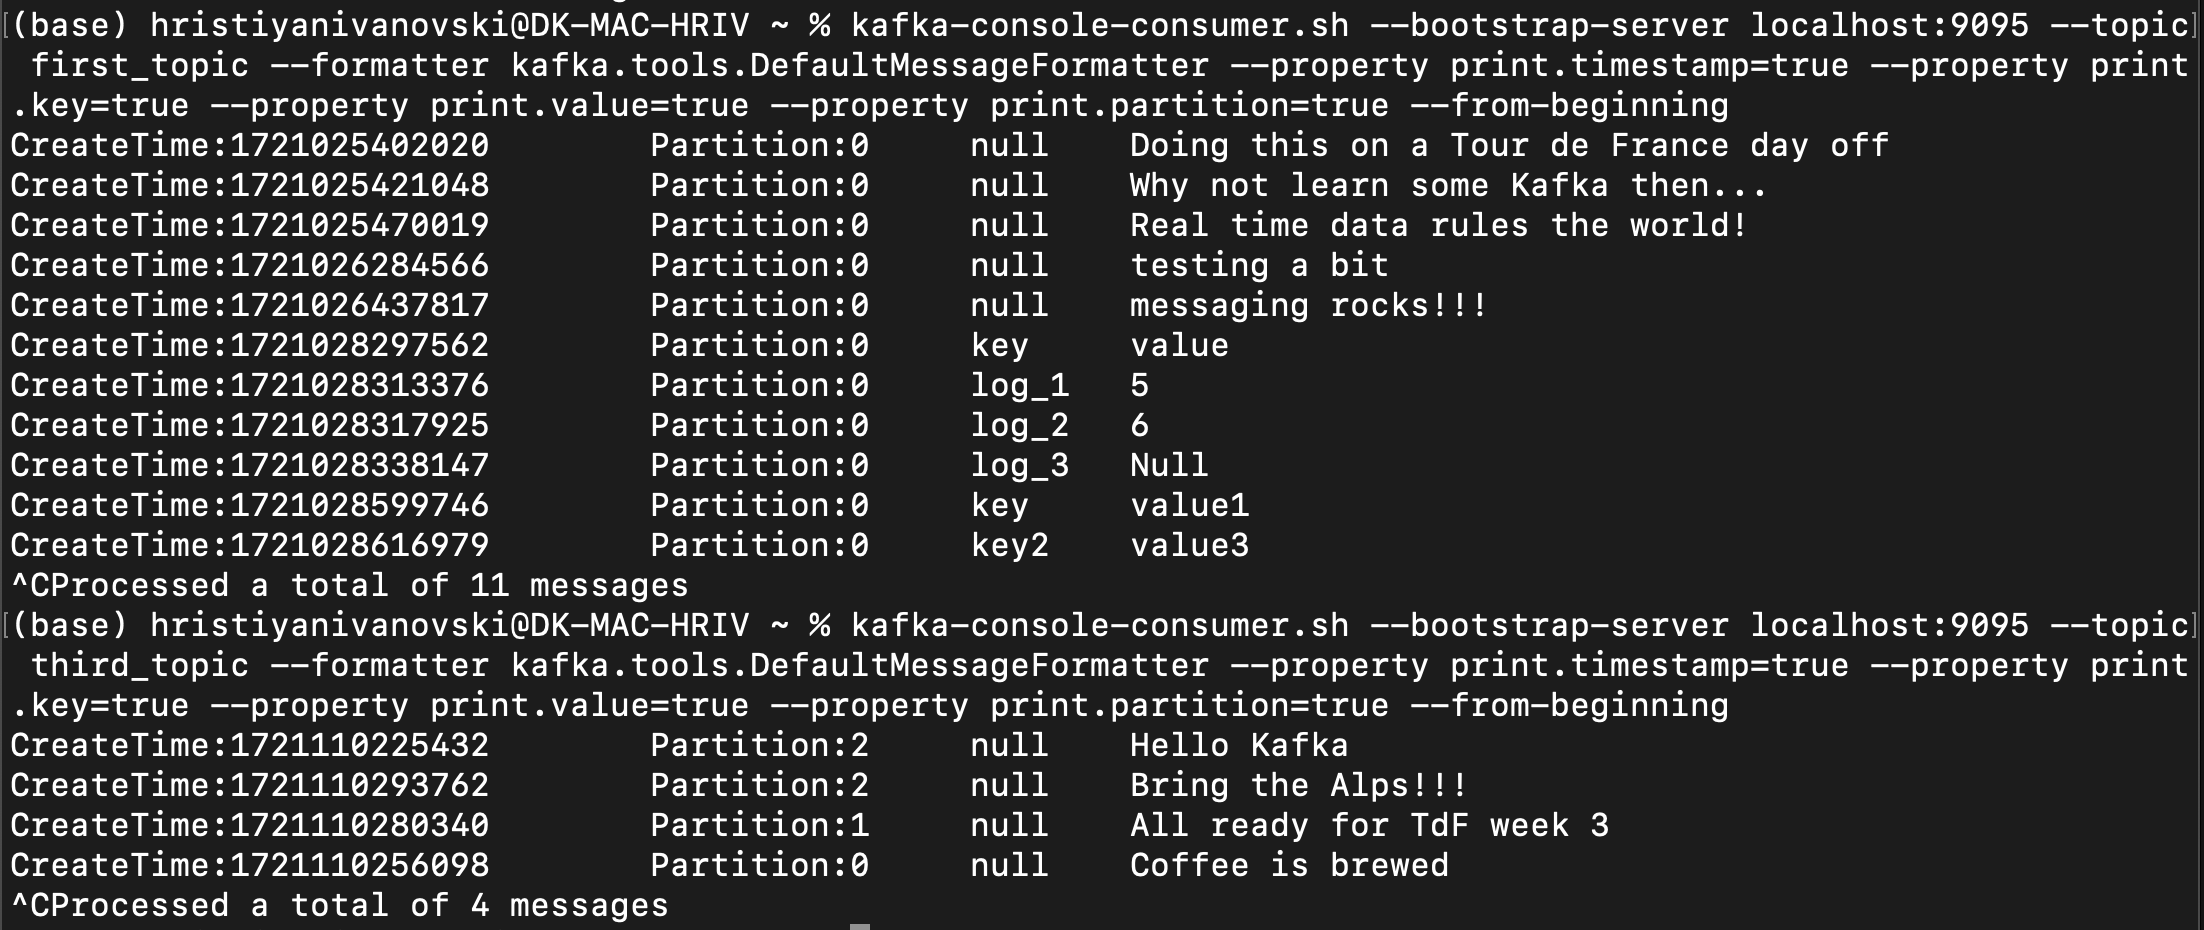 (base) hristiyanivanovski@DK-MAC-HRIV ~ % kafka-console-consumer.sh --bootstrap-server localhost:9095 --topic
first_topic --formatter kafka.tools.DefaultMessageFormatter --property print.timestamp=true --property print
.key=true --property print.value=true --property print.partition=true --from-beginning
CreateTime:1721025402020 Partition:0 null Doing this on a Tour de France day off
CreateTime:1721025421048 Partition:0 null Why not learn some Kafka then...
CreateTime:1721025470019 Partition:0 null Real time data rules the world!
CreateTime:1721026284566 Partition:0 null testing a bit
CreateTime:1721026437817 Partition:0 null messaging rocks!!!
CreateTime:1721028297562 Partition:0 key value
CreateTime:1721028313376 Partition:0 log_1 5
CreateTime:1721028317925 Partition:0 log_2 6
CreateTime:1721028338147 Partition:0 log_3 Null
CreateTime:1721028599746 Partition:0 key value1
CreateTime:1721028616979 Partition:0 key2 value3
^CProcessed a total of 11 messages
(base) hristiyanivanovski@DK-MAC-HRIV ~ % kafka-console-consumer.sh --bootstrap-server localhost:9095 --topic
third_topic --formatter kafka.tools.DefaultMessageFormatter --property print.timestamp=true --property print
.key=true --property print.value=true --property print.partition=true --from-beginning
CreateTime:1721110225432 Partition:2 null Hello Kafka
CreateTime:1721110293762 Partition:2 null Bring the Alps!!!
CreateTime:1721110280340 Partition:1 null All ready for TdF week 3
CreateTime:1721110256098 Partition:0 null Coffee is brewed
^CProcessed a total of 4 messages